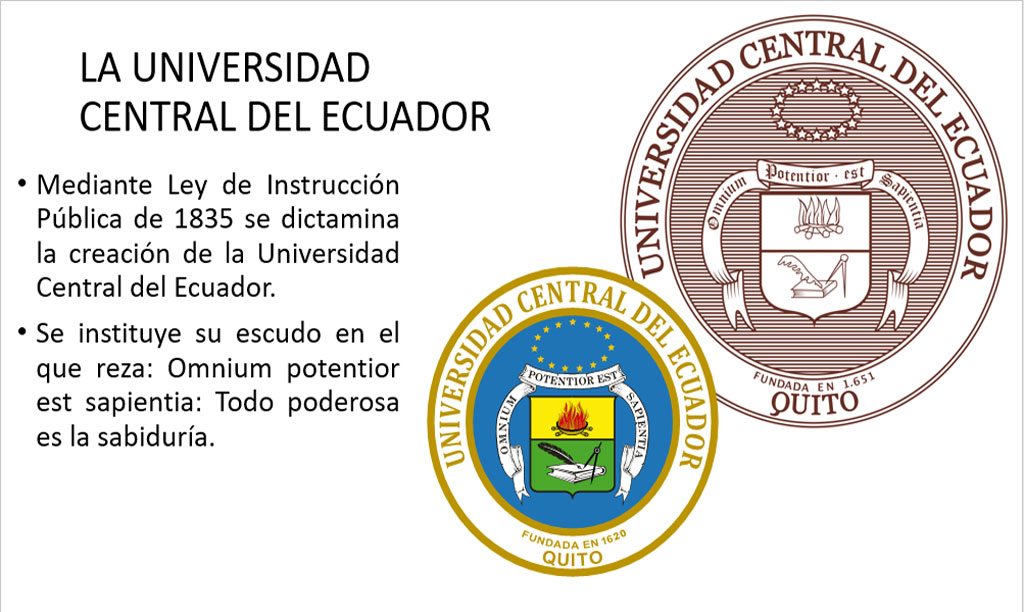 LA UNIVERSIDAD
CENTRAL DEL ECUADOR
• Mediante Ley de Instrucción
Pública de 1835 se dictamina
la creación de la Universidad
Central del Ecuador.
• Se instituye su escudo en el
que reza: Omnium potentior
est sapientia: Todo poderosa
es la sabiduría.
UNIVERSIDAD CENTRAL DEL ECUADOR
Omnium Potentior · est Sapientia
FUNDADA EN 1.651
QUITO
UNIVERSIDAD CENTRAL DEL ECUADOR
OMNIUM POTENTIOR EST SAPIENTIA
FUNDADA EN 1620
QUITO